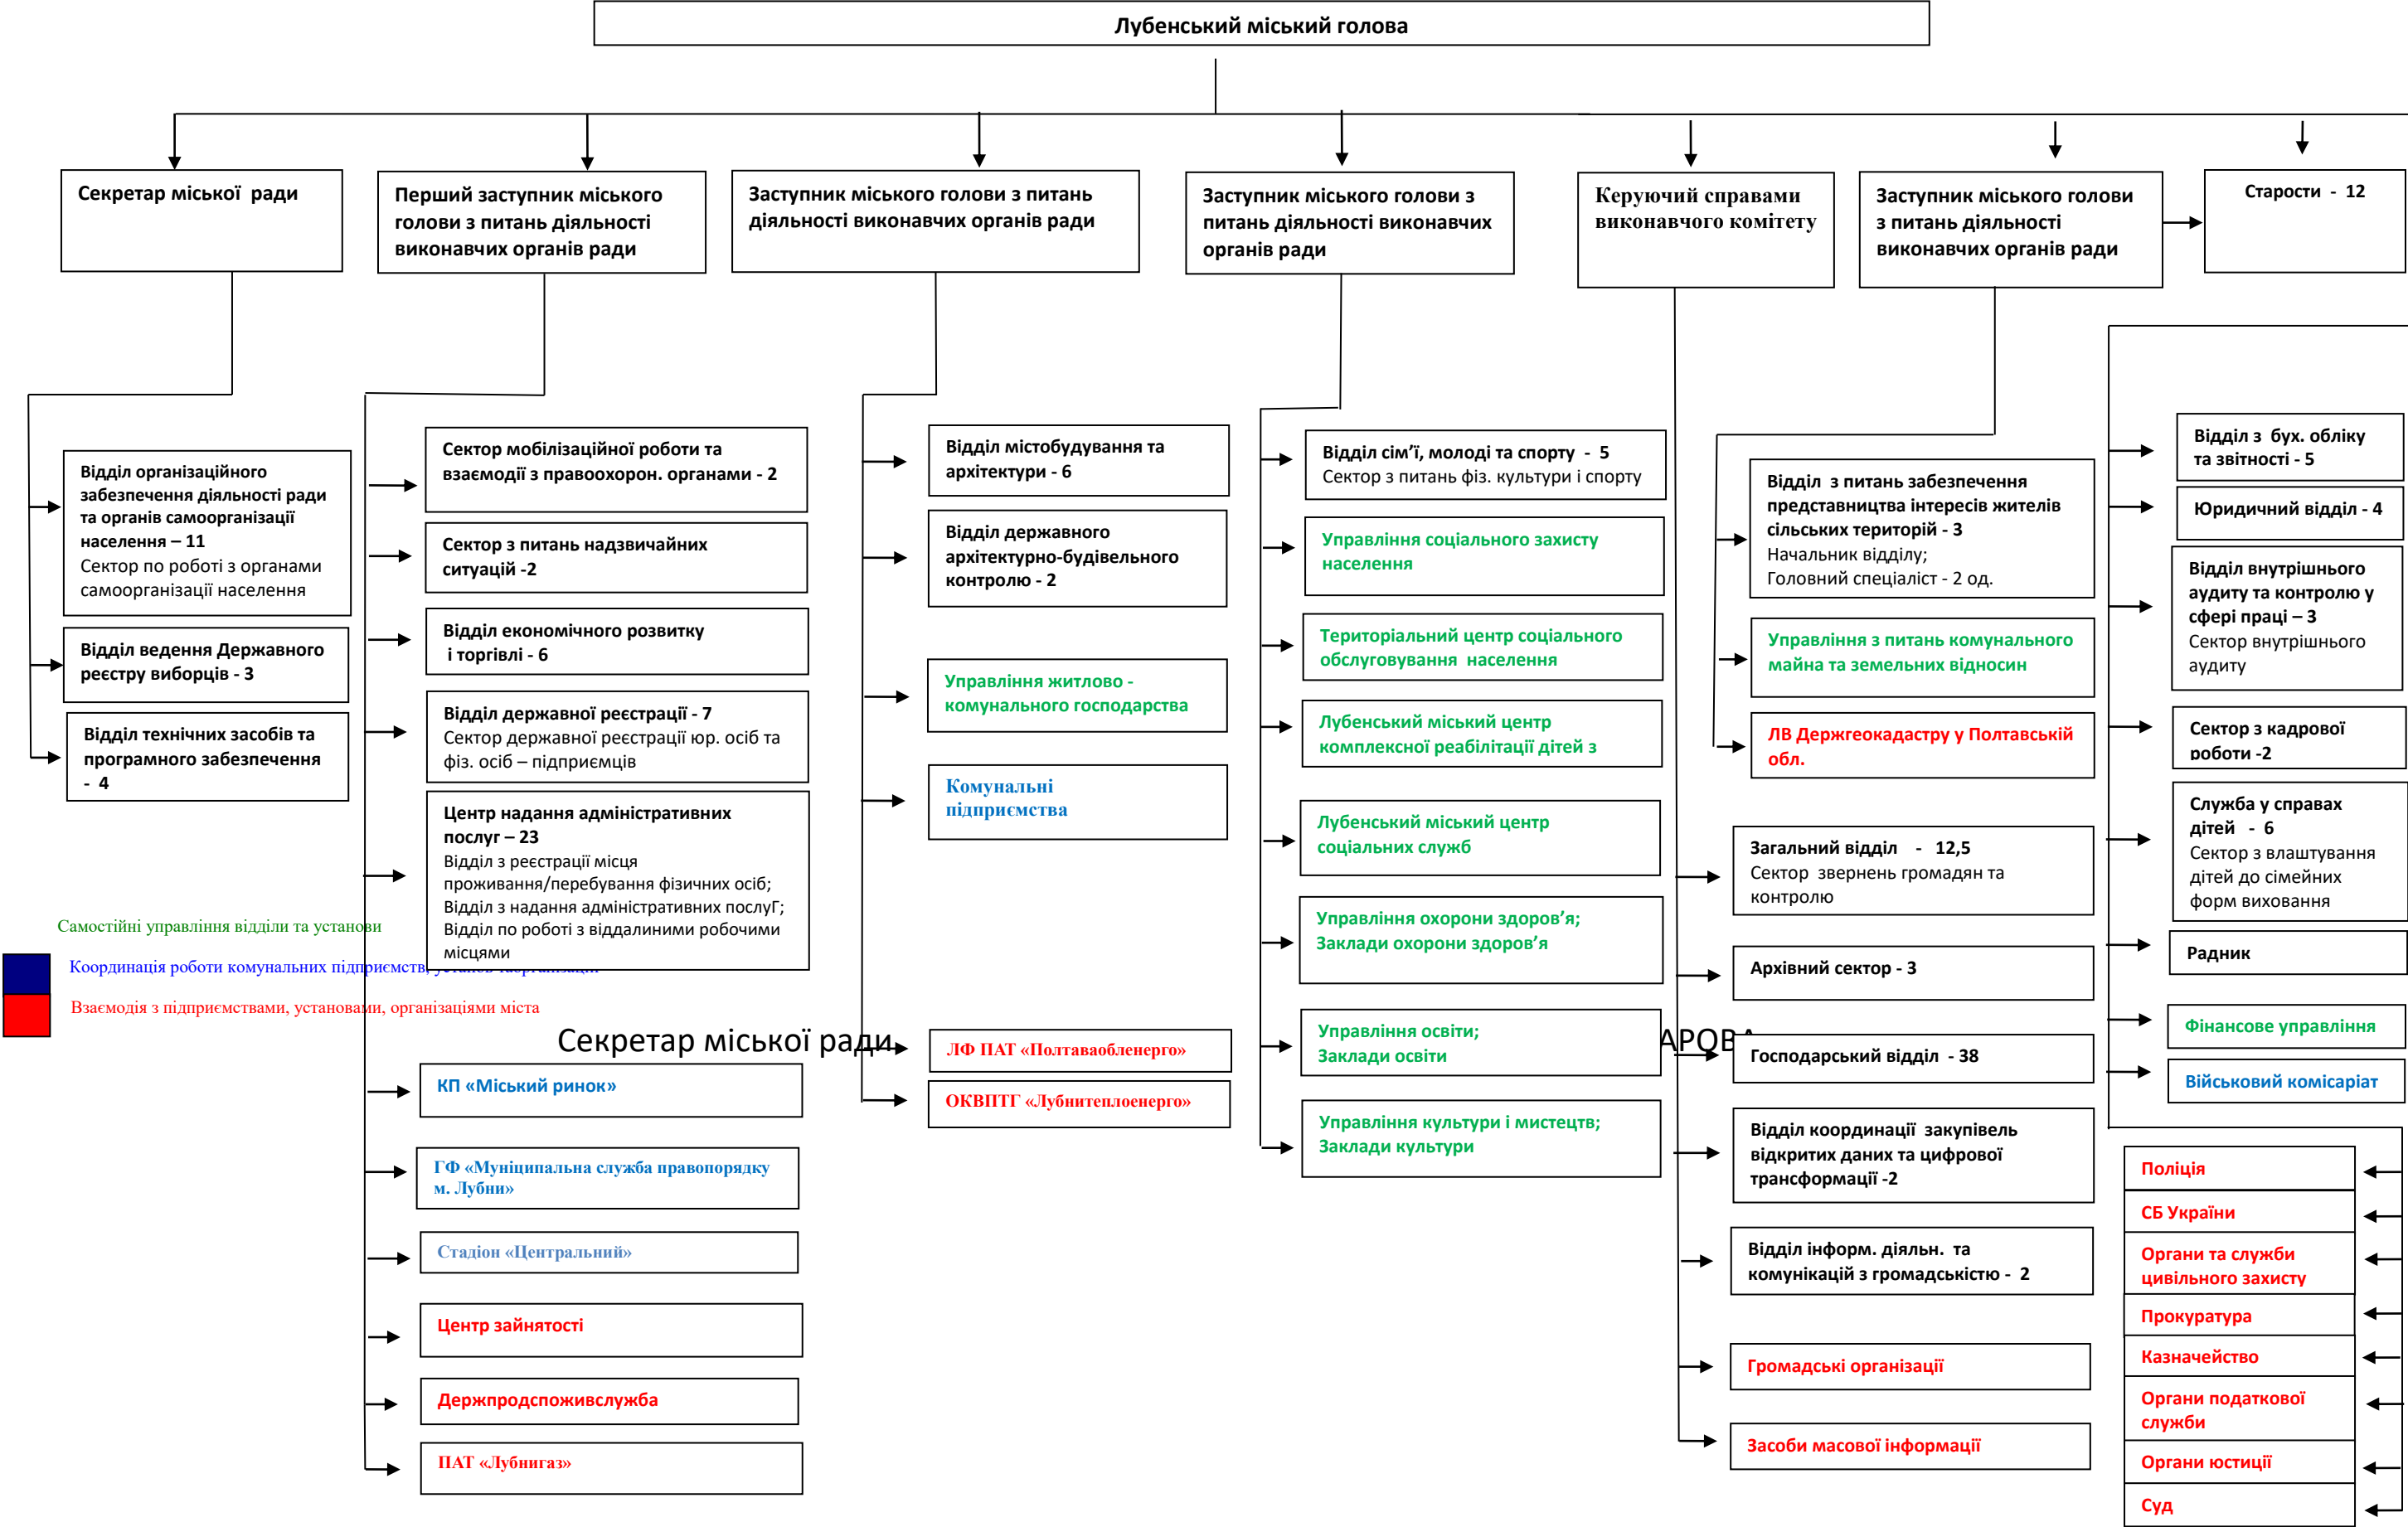 Лубенський міський голова
Секретар міської ради
Перший заступник міського
голови з питань діяльності
виконавчих органів ради
Заступник міського голови з питань
діяльності виконавчих органів ради
Заступник міського голови з
питань діяльності виконавчих
органів ради
Керуючий справами
виконавчого комітету
Заступник міського голови
з питань діяльності
виконавчих органів ради
Старости - 12
Відділ організаційного
забезпечення діяльності ради
та органів самоорганізації
населення – 11
Сектор по роботі з органами
самоорганізації населення
Відділ ведення Державного
реєстру виборців - 3
Відділ технічних засобів та
програмного забезпечення
- 4
Сектор мобілізаційної роботи та
взаємодії з правоохорон. органами - 2
Сектор з питань надзвичайних
ситуацій -2
Відділ економічного розвитку
і торгівлі - 6
Відділ державної реєстрації - 7
Сектор державної реєстрації юр. осіб та
фіз. осіб – підприємців
Центр надання адміністративних
послуг – 23
Відділ з реєстрації місця
проживання/перебування фізичних осіб;
Відділ з надання адміністративних послуГ;
Відділ по роботі з віддалиними робочими
місцями
КП «Міський ринок»
ГФ «Муніципальна служба правопорядку
м. Лубни»
Стадіон «Центральний»
Центр зайнятості
Держпродспоживслужба
ПАТ «Лубнигаз»
Відділ містобудування та
архітектури - 6
Відділ державного
архітектурно-будівельного
контролю - 2
Управління житлово -
комунального господарства
Комунальні
підприємства
ЛФ ПАТ «Полтаваобленерго»
ОКВПТГ «Лубнитеплоенерго»
Відділ сім’ї, молоді та спорту - 5
Сектор з питань фіз. культури і спорту
Управління соціального захисту
населення
Територіальний центр соціального
обслуговування населення
Лубенський міський центр
комплексної реабілітації дітей з
Лубенський міський центр
соціальних служб
Управління охорони здоров’я;
Заклади охорони здоров’я
Управління освіти;
Заклади освіти
Управління культури і мистецтв;
Заклади культури
Відділ з питань забезпечення
представництва інтересів жителів
сільських територій - 3
Начальник відділу;
Головний спеціаліст - 2 од.
Управління з питань комунального
майна та земельних відносин
ЛВ Держгеокадастру у Полтавській
обл.
Загальний відділ - 12,5
Сектор звернень громадян та
контролю
Архівний сектор - 3
Господарський відділ - 38
Відділ координації закупівель
відкритих даних та цифрової
трансформації -2
Відділ інформ. діяльн. та
комунікацій з громадськістю - 2
Громадські організації
Засоби масової інформації
Відділ з бух. обліку
та звітності - 5
Юридичний відділ - 4
Відділ внутрішнього
аудиту та контролю у
сфері праці – 3
Сектор внутрішнього
аудиту
Сектор з кадрової
роботи -2
Служба у справах
дітей - 6
Сектор з влаштування
дітей до сімейних
форм виховання
Радник
Фінансове управління
Військовий комісаріат
Поліція
СБ України
Органи та служби
цивільного захисту
Прокуратура
Казначейство
Органи податкової
служби
Органи юстиції
Суд
Самостійні управління відділи та установи
Координація роботи комунальних підприємств,
Взаємодія з підприємствами, установами, організаціями міста
Секретар міської ради